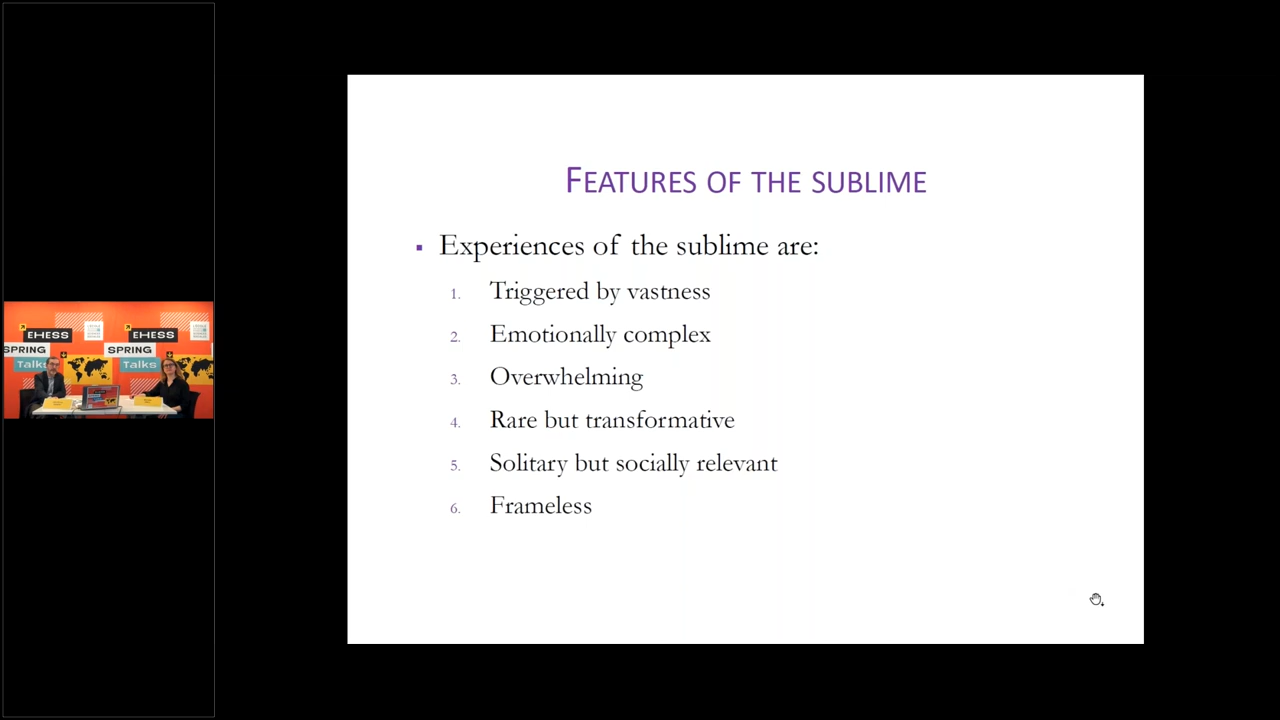 FEATURES OF THE SUBLIME
▪ Experiences of the sublime are:
1. Triggered by vastness
2. Emotionally complex
3. Overwhelming
4. Rare but transformative
5. Solitary but socially relevant
6. Frameless
EHESS
EHESS
SPRING
SPRING
Talks
Talks